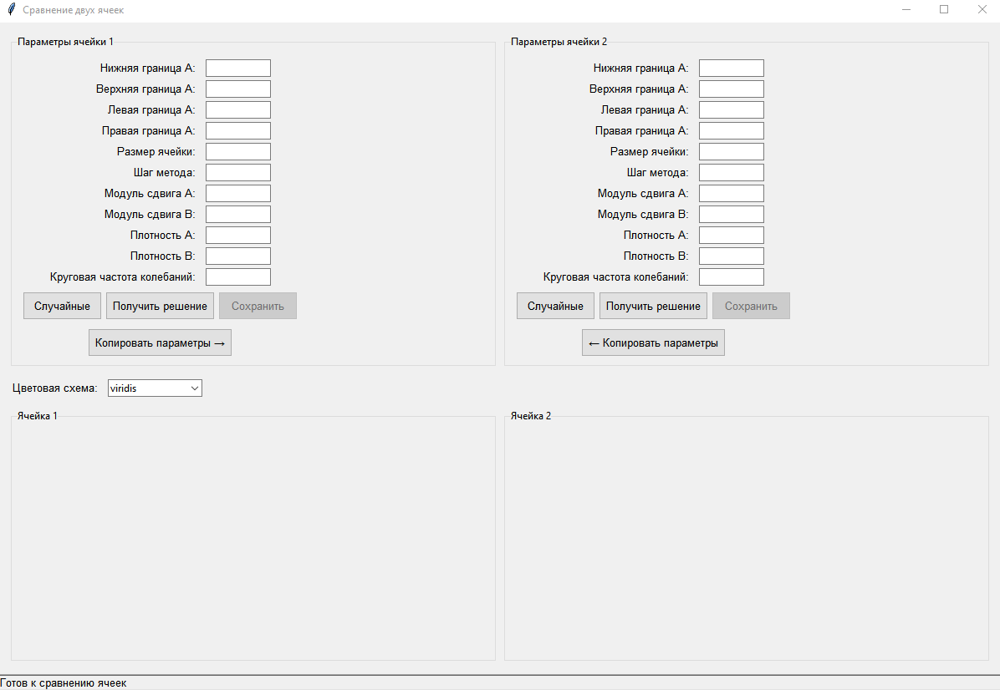 Сравнение двух ячеек
Параметры ячейки 1
Нижняя граница A:
Верхняя граница A:
Левая граница A:
Правая граница A:
Размер ячейки:
Шаг метода:
Модуль сдвига A:
Модуль сдвига B:
Плотность A:
Плотность B:
Круговая частота колебаний:
Случайные Получить решение Сохранить
Копировать параметры →
Параметры ячейки 2
Нижняя граница A:
Верхняя граница A:
Левая граница A:
Правая граница A:
Размер ячейки:
Шаг метода:
Модуль сдвига A:
Модуль сдвига B:
Плотность A:
Плотность B:
Круговая частота колебаний:
Случайные Получить решение Сохранить
← Копировать параметры
Цветовая схема: viridis
Ячейка 1
Ячейка 2
Готов к сравнению ячеек